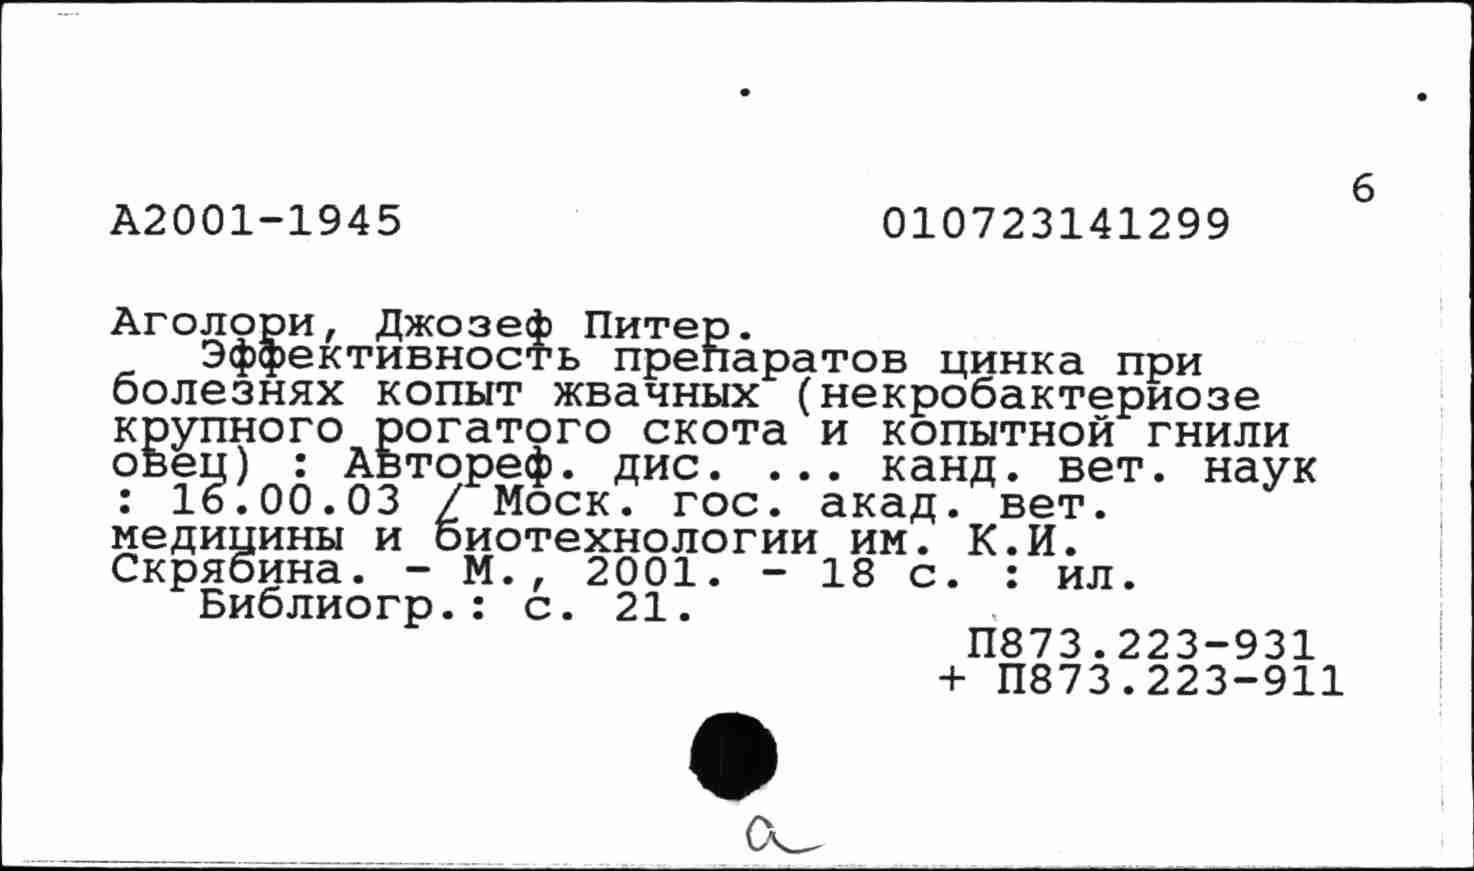 6
А2001-1945 010723141299
Аголори, Джозеф Питер.
Эффективность препаратов цинка при
болезнях копыт жвачных (некробактериозе
крупного рогатого скота и копытной гнили
овец) : Автореф. дис. ... канд. вет. наук
: 16.00.03 / Моск. гос. акад. вет.
медицины и биотехнологии им. К.И.
Скрябина. - М., 2001. - 18 с. : ил.
Библиогр.: с. 21.
П873.223-931
+ П873.223-911
а